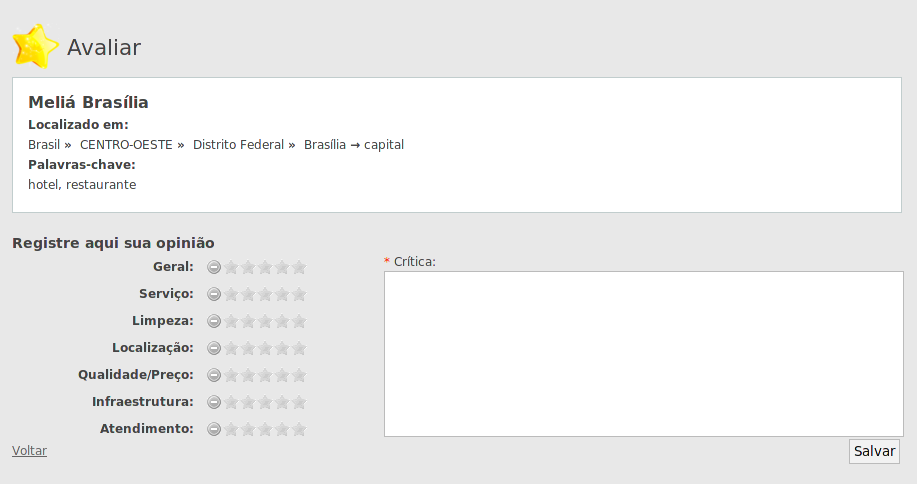 Avaliar
Meliá Brasília
Localizado em:
Brasil » CENTRO-OESTE » Distrito Federal » Brasília → capital
Palavras-chave:
hotel, restaurante
Registre aqui sua opinião
Geral:
Serviço:
Limpeza:
Localização:
Qualidade/Preço:
Infraestrutura:
Atendimento:
* Crítica:
Voltar
Salvar